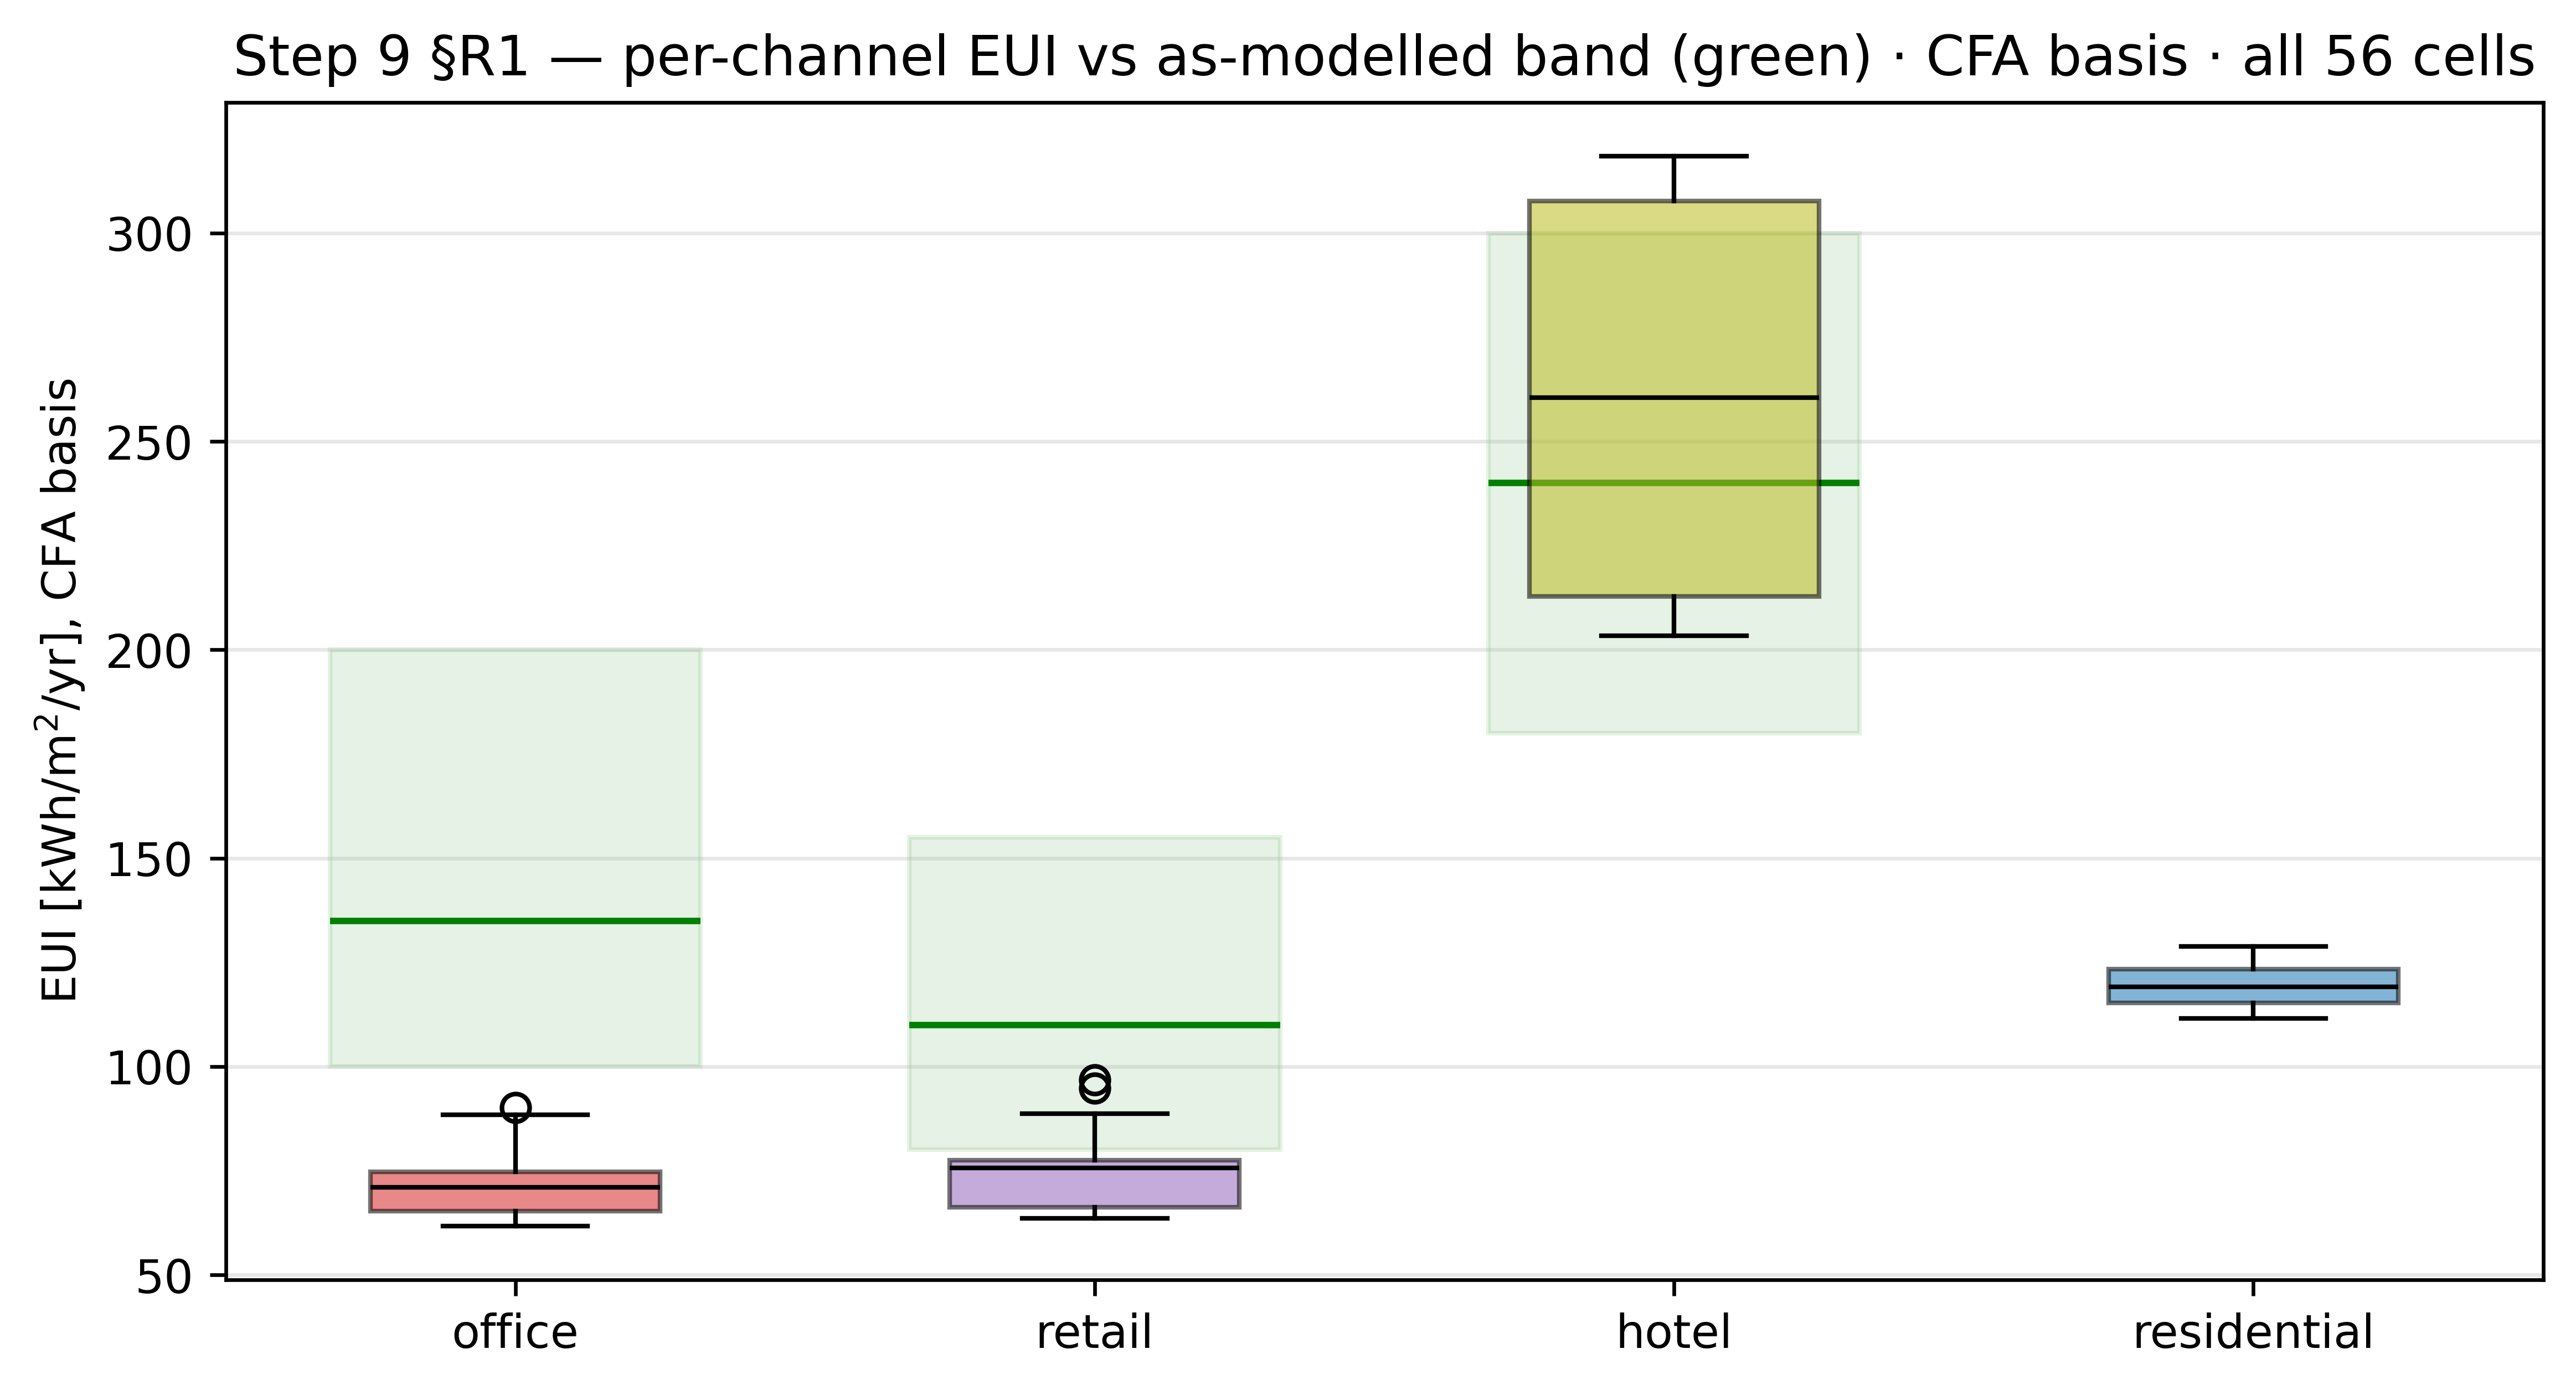 Step 9 §R1 — per-channel EUI vs as-modelled band (green) · CFA basis · all 56 cells
EUI [kWh/m²/yr], CFA basis
300
250
200
150
100
50
office
retail
hotel
residential